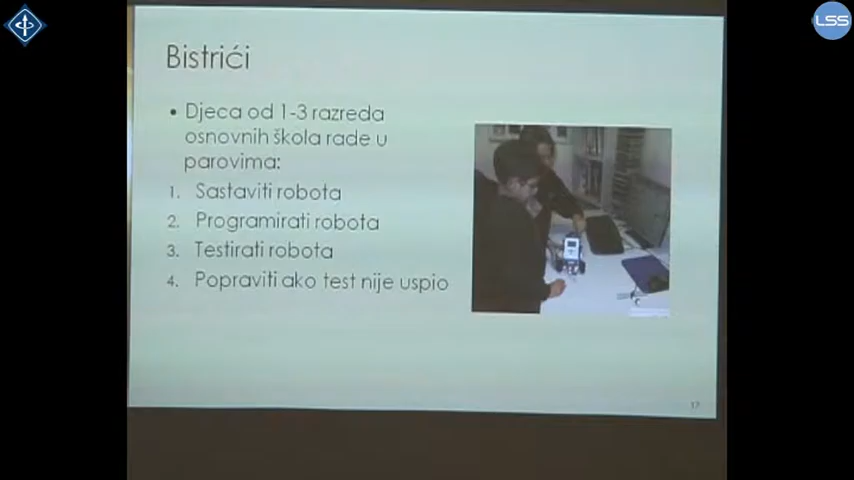 LSS
Bistrići
• Djeca od 1-3 razreda
osnovnih škola rade u
parovima:
1. Sastaviti robota
2. Programirati robota
3. Testirati robota
4. Popraviti ako test nije uspio
17